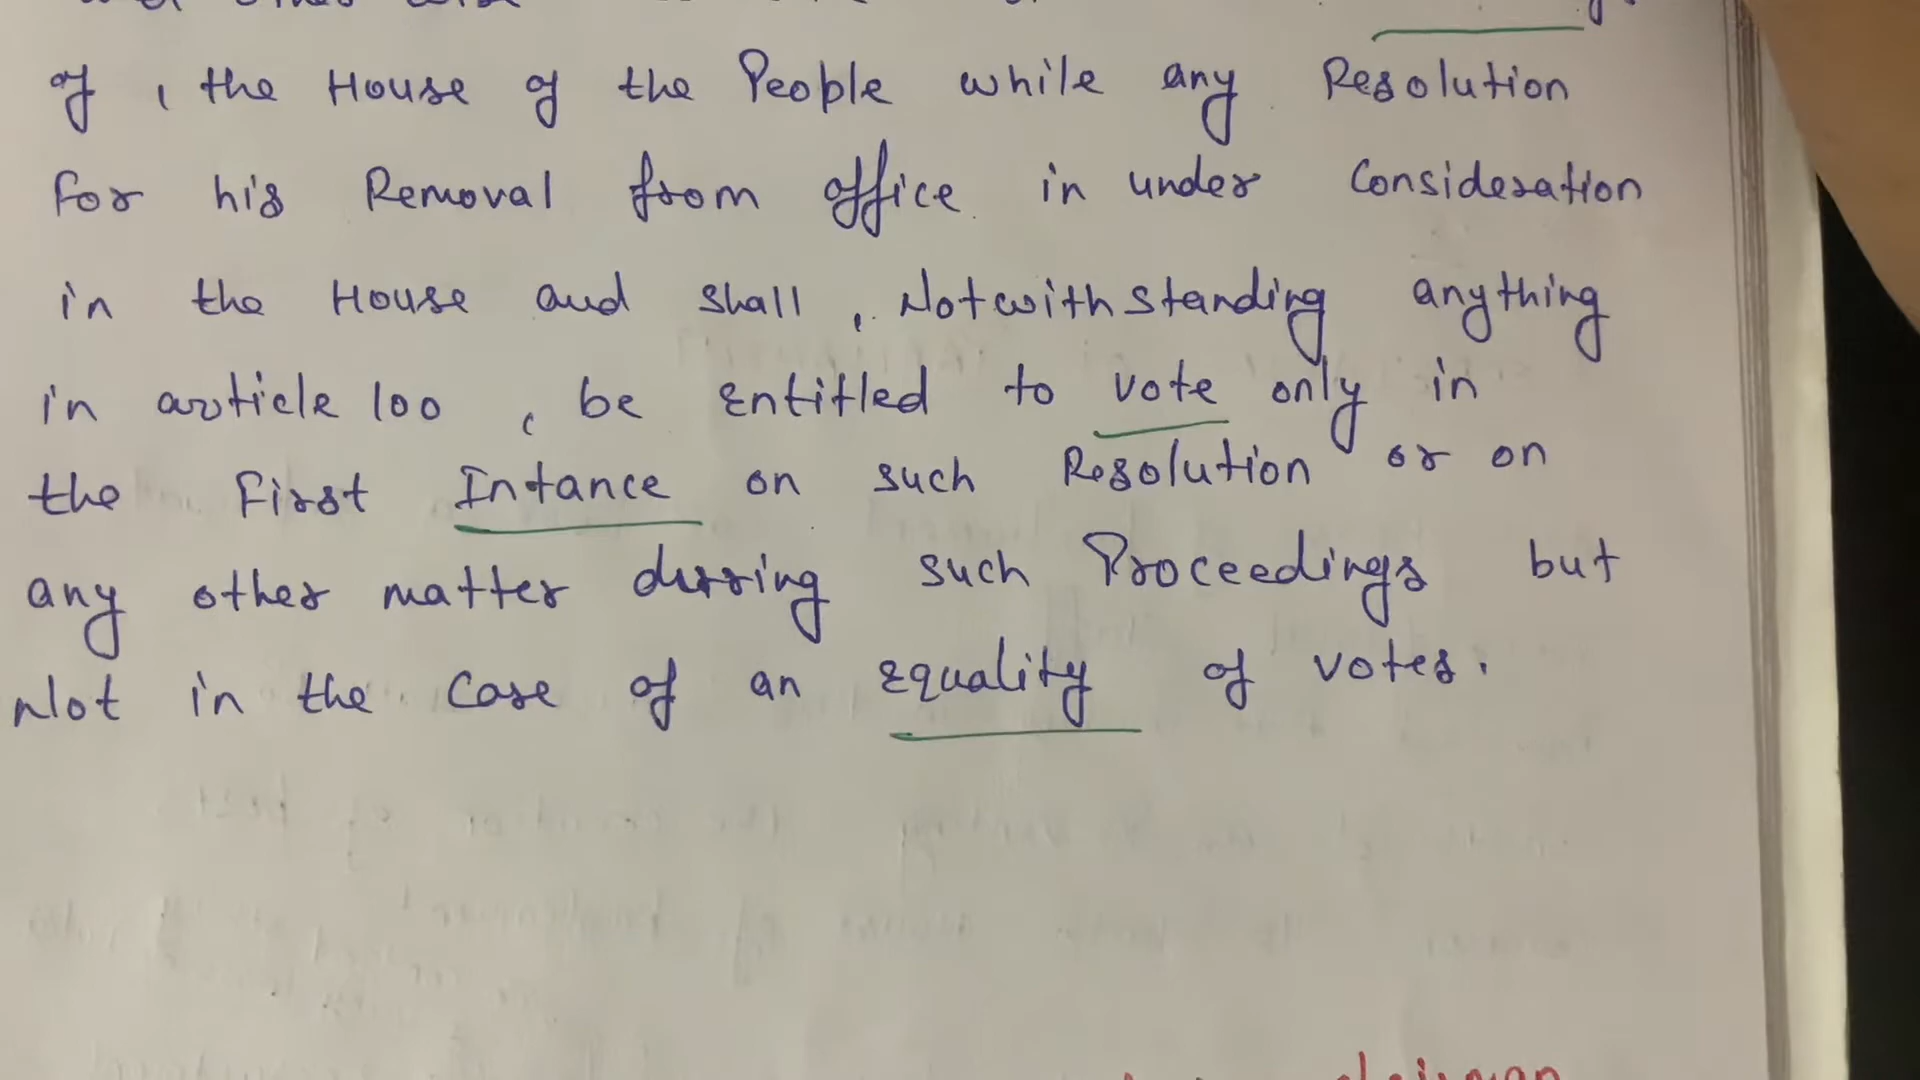 of, the House of the People while any Resolution
For his Removal from office in under Consideration
in the House and shall, Notwithstanding anything
in article 100, be Entitled to vote only in
the First Intance on such Resolution or on
any other matter during such Proceedings but
Not in the Case of an Equality of votes.